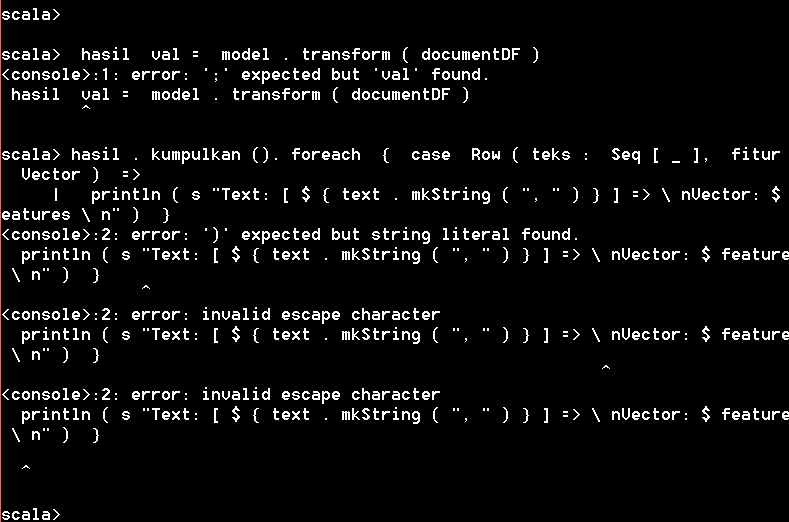 scala>
scala>  hasil  val =  model . transform ( documentDF )
<console>:1: error: ';' expected but 'val' found.
 hasil  val =  model . transform ( documentDF )
        ^
scala> hasil . kumpulkan (). foreach  {  case  Row ( teks :  Seq [ _ ],  fitur
  Vector )  =>
     |   println ( s "Text: [ $ { text . mkString ( ", " ) } ] => \ nVector: $
eatures \ n" )  }
<console>:2: error: ')' expected but string literal found.
  println ( s "Text: [ $ { text . mkString ( ", " ) } ] => \ nVector: $ feature
 \ n" )  }
              ^
<console>:2: error: invalid escape character
  println ( s "Text: [ $ { text . mkString ( ", " ) } ] => \ nVector: $ feature
 \ n" )  }
                                                            ^
<console>:2: error: invalid escape character
  println ( s "Text: [ $ { text . mkString ( ", " ) } ] => \ nVector: $ feature
 \ n" )  }
  ^
scala>